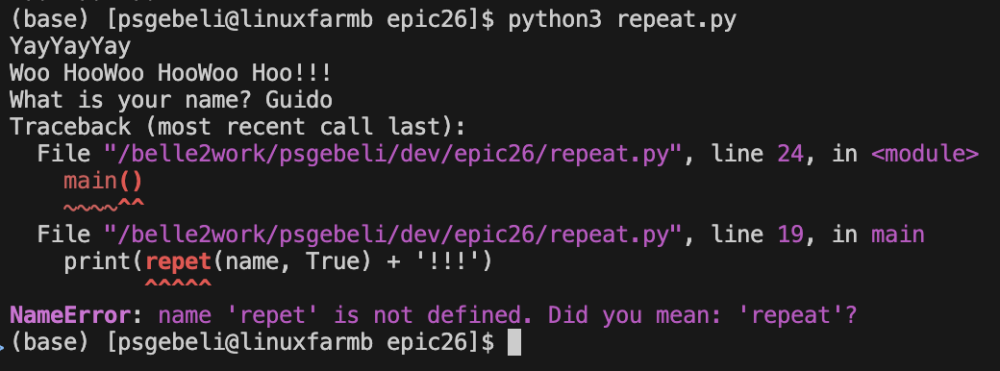 (base) [psgebeli@linuxfarmb epic26]$ python3 repeat.py
YayYayYay
Woo HooWoo HooWoo Hoo!!!
What is your name? Guido
Traceback (most recent call last):
  File "/belle2work/psgebeli/dev/epic26/repeat.py", line 24, in <module>
    main()
    ~~~~^^
  File "/belle2work/psgebeli/dev/epic26/repeat.py", line 19, in main
    print(repet(name, True) + '!!!')
          ^^^^^
NameError: name 'repet' is not defined. Did you mean: 'repeat'?
(base) [psgebeli@linuxfarmb epic26]$